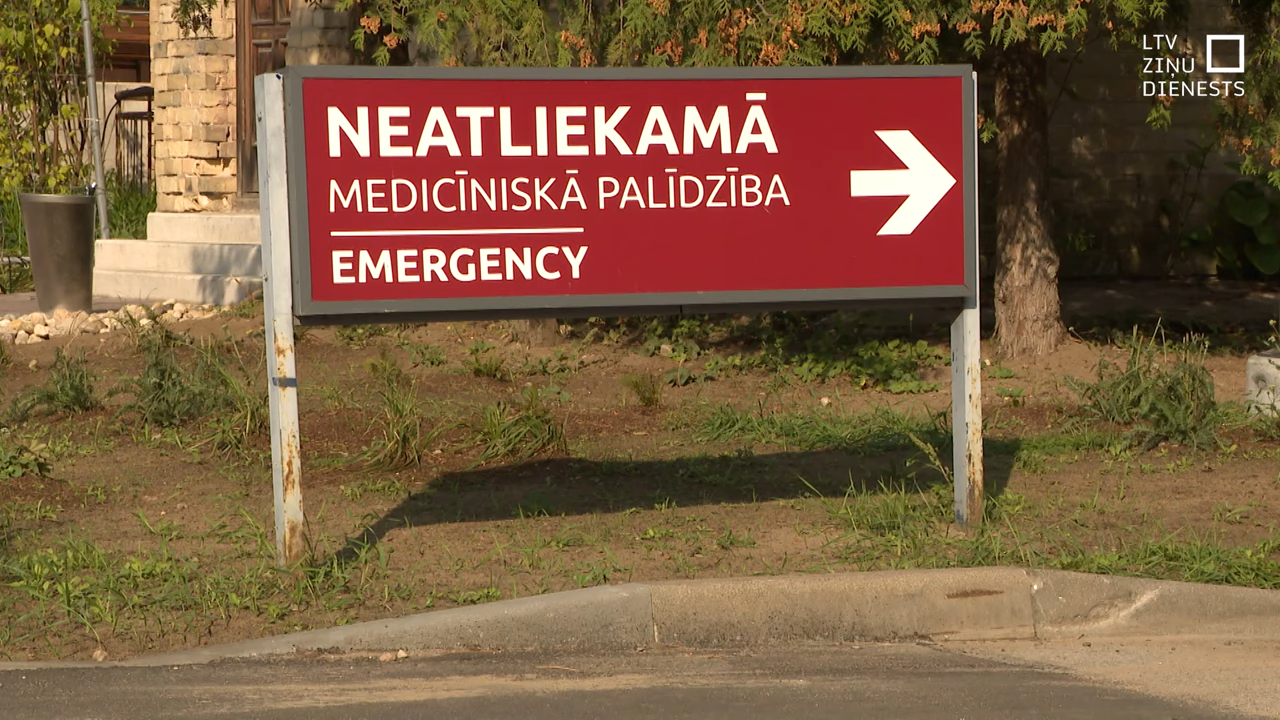 NEATLIEKAMĀ
MEDICĪNISKĀ PALĪDZĪBA
EMERGENCY
LTV
ZIŅU
DIENESTS